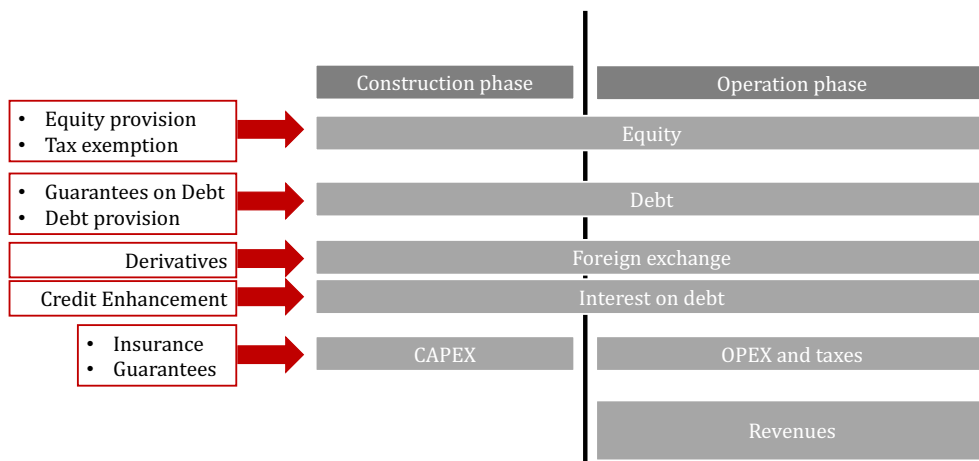 Construction phase
Operation phase
• Equity provision
• Tax exemption
Equity
• Guarantees on Debt
• Debt provision
Debt
Derivatives
Foreign exchange
Credit Enhancement
Interest on debt
• Insurance
• Guarantees
CAPEX
OPEX and taxes
Revenues